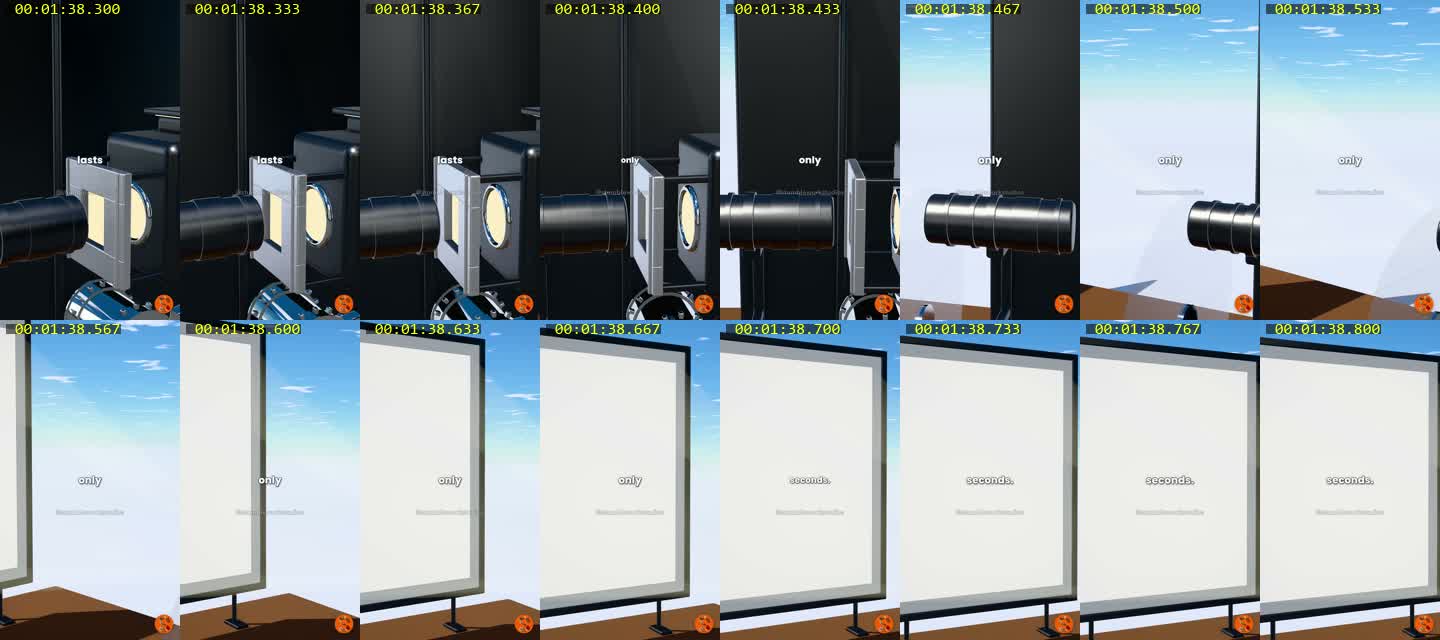 00:01:38.300
00:01:38.333
00:01:38.367
00:01:38.400
00:01:38.433
00:01:38.467
00:01:38.500
00:01:38.533
lasts
lasts
lasts
only
only
only
only
only
00:01:38.567
00:01:38.600
00:01:38.633
00:01:38.667
00:01:38.700
00:01:38.733
00:01:38.767
00:01:38.800
only
only
only
only
seconds.
seconds.
seconds.
seconds.